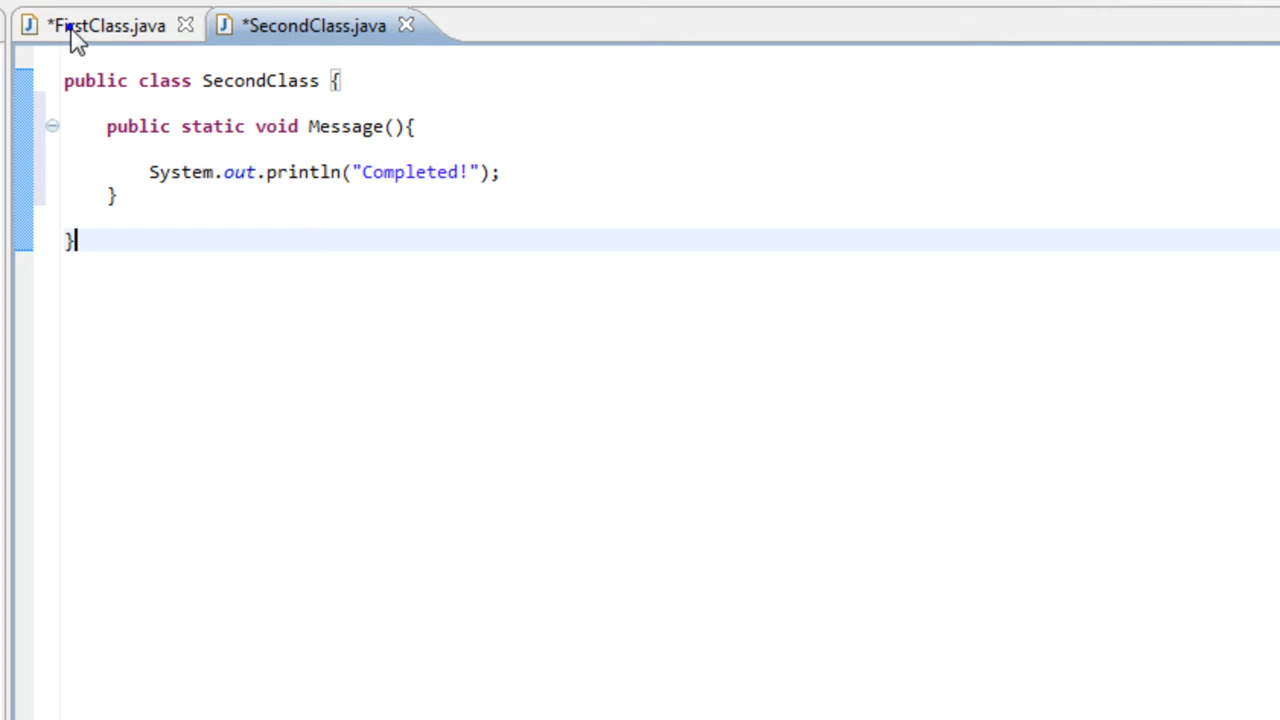 *FirstClass.java *SecondClass.java
public class SecondClass {
public static void Message(){
System.out.println("Completed!");
}
}